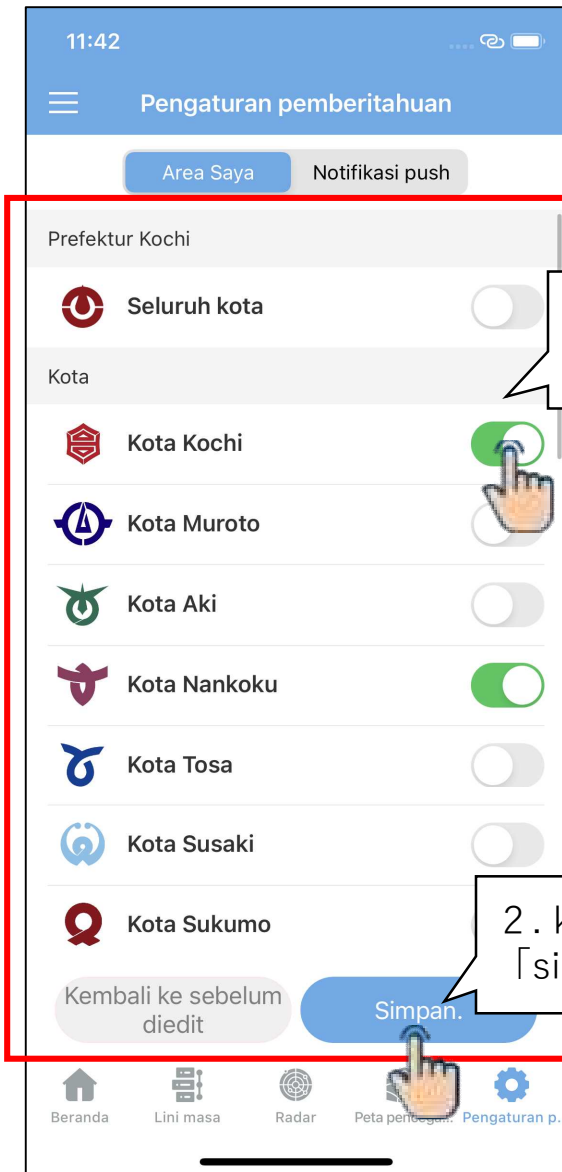 11:42
Pengaturan pemberitahuan
Area Saya Notifikasi push
Prefektur Kochi
Seluruh kota
Kota
Kota Kochi
Kota Muroto
Kota Aki
Kota Nankoku
Kota Tosa
Kota Susaki
Kota Sukumo
2.
「si
Kembali ke sebelum
diedit
Simpan.
Beranda Lini masa Radar Peta Pengaturan p...